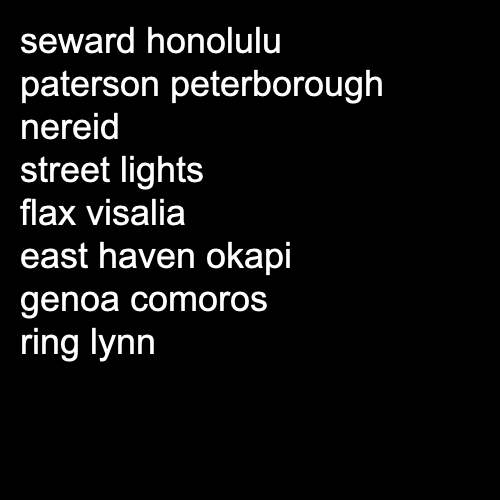 seward honolulu
paterson peterborough
nereid
street lights
flax visalia
east haven okapi
genoa comoros
ring lynn